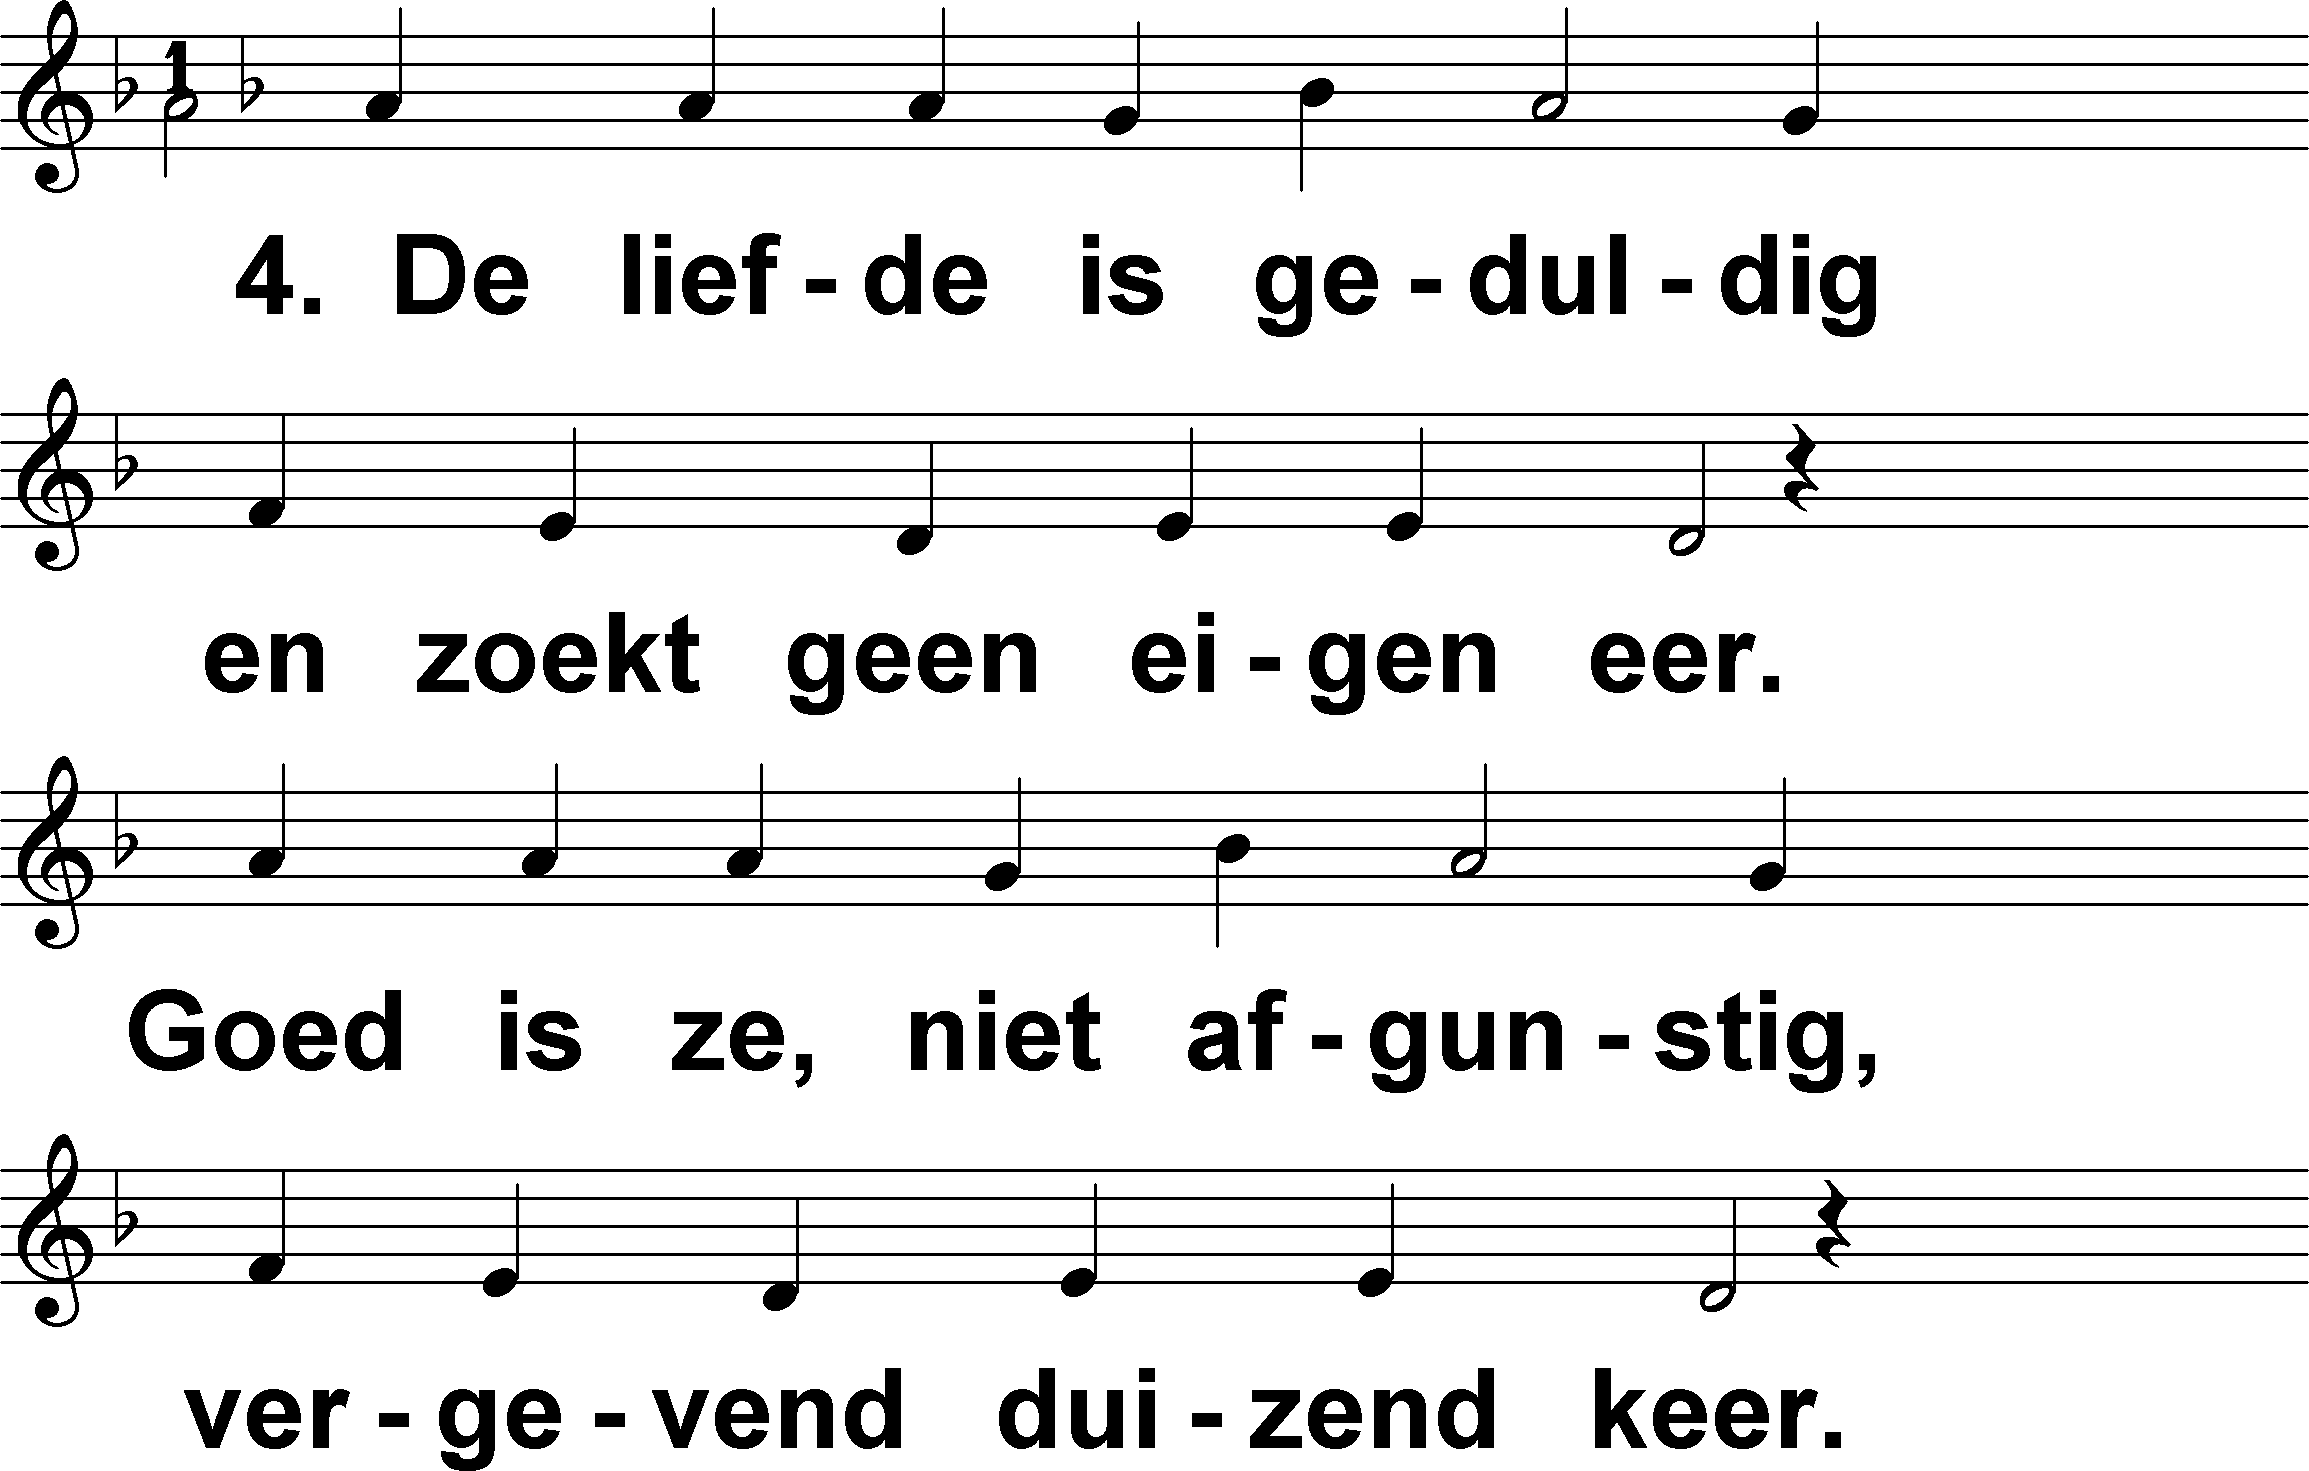 1
4. De lief - de is ge - dul - dig
en zoekt geen ei - gen eer.
Goed is ze, niet af - gun - stig,
ver - ge - vend dui - zend keer.